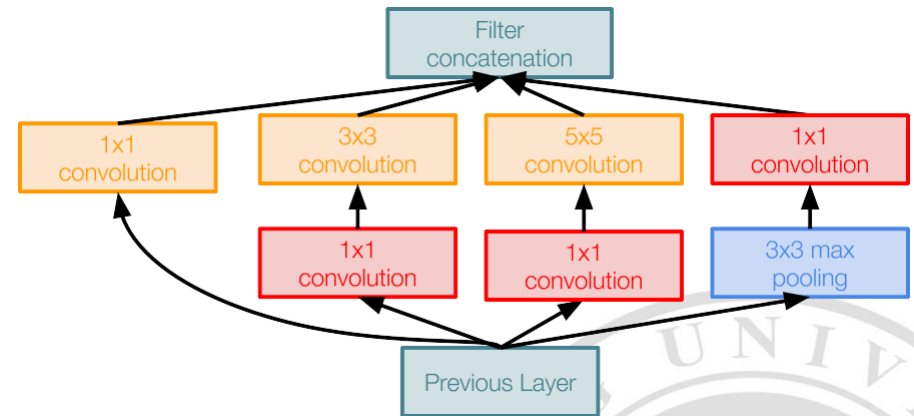 Filter
concatenation
1x1
convolution
3x3
convolution
5x5
convolution
1x1
convolution
1x1
convolution
1x1
convolution
3x3 max
pooling
Previous Layer
UNIV